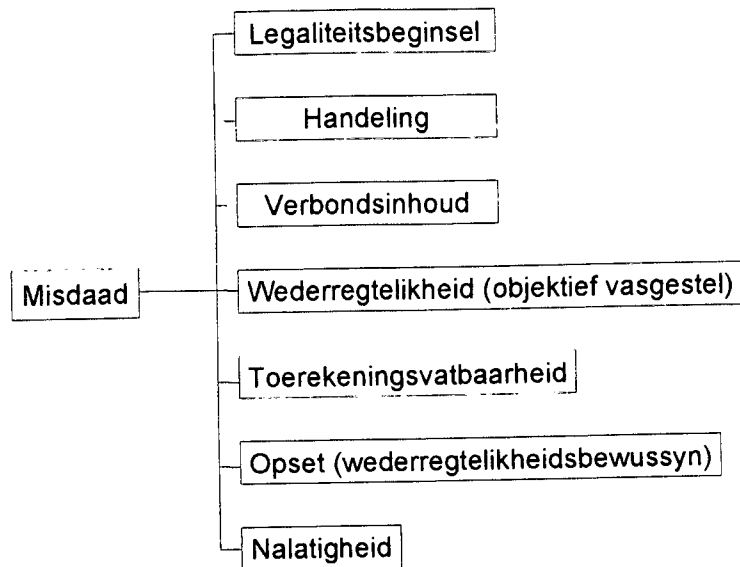 Legaliteitsbeginsel
Handeling
Verbondsinhoud
Misdaad
Wederregtelikheid (objektief vasgestel)
Toerekeningsvatbaarheid
Opset (wederregtelikheidsbewussyn)
Nalatigheid